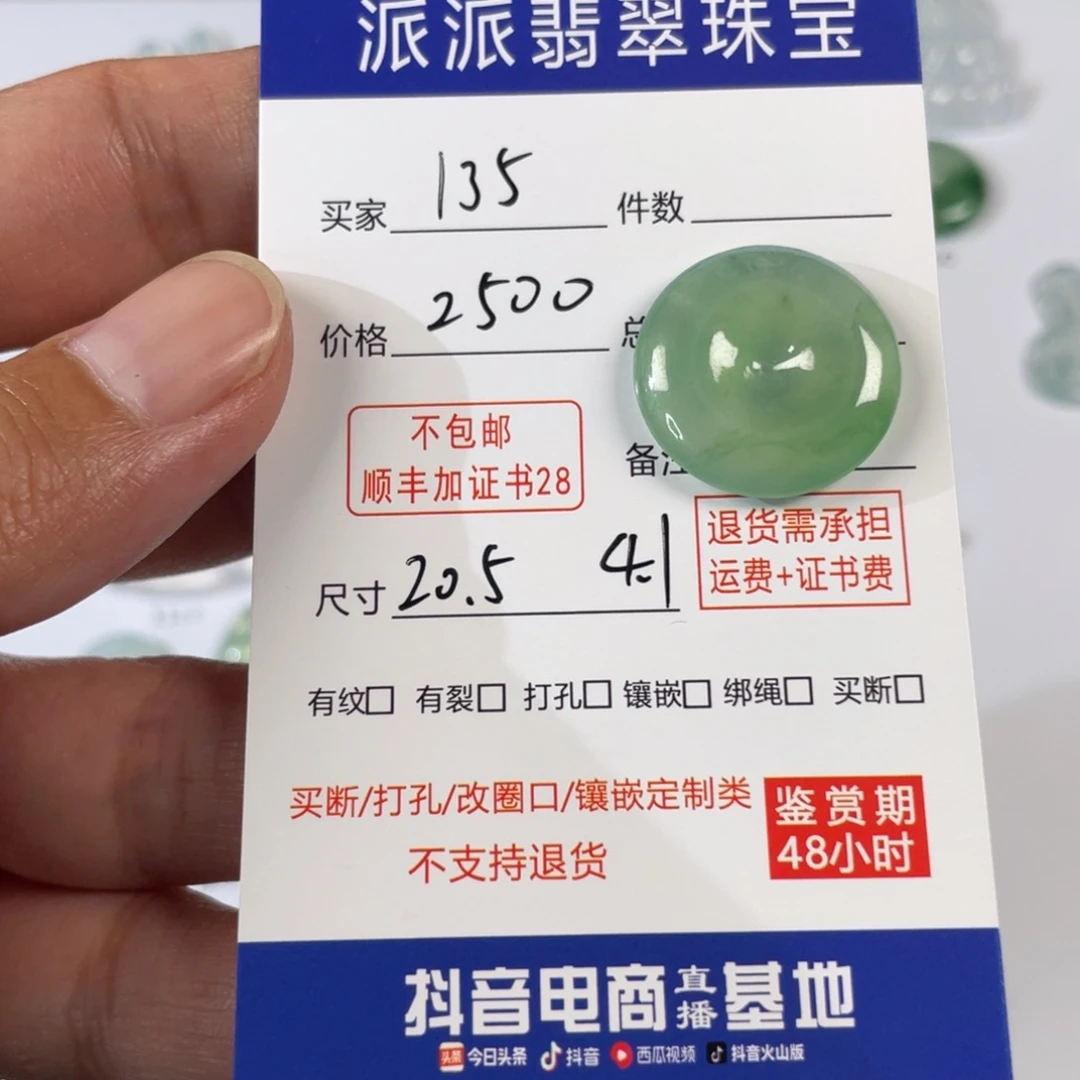 派派翡翠珠宝
买家 135 件数
价格 2500 总
不包邮
顺丰加证书28
备注
退货需承担
运费+证书费
尺寸 20.5 4.1
有纹□ 有裂□ 打孔□ 镶嵌□ 绑绳□ 买断□
买断/打孔/改圈口/镶嵌定制类
不支持退货
鉴赏期
48小时
抖音电商直播基地
头条 今日头条 抖音 西瓜视频 抖音火山版